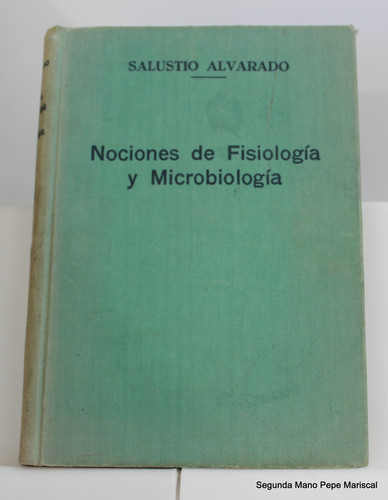 SALUSTIO ALVARADO
Nociones de Fisiología
y Microbiología
Segunda Mano Pepe Mariscal